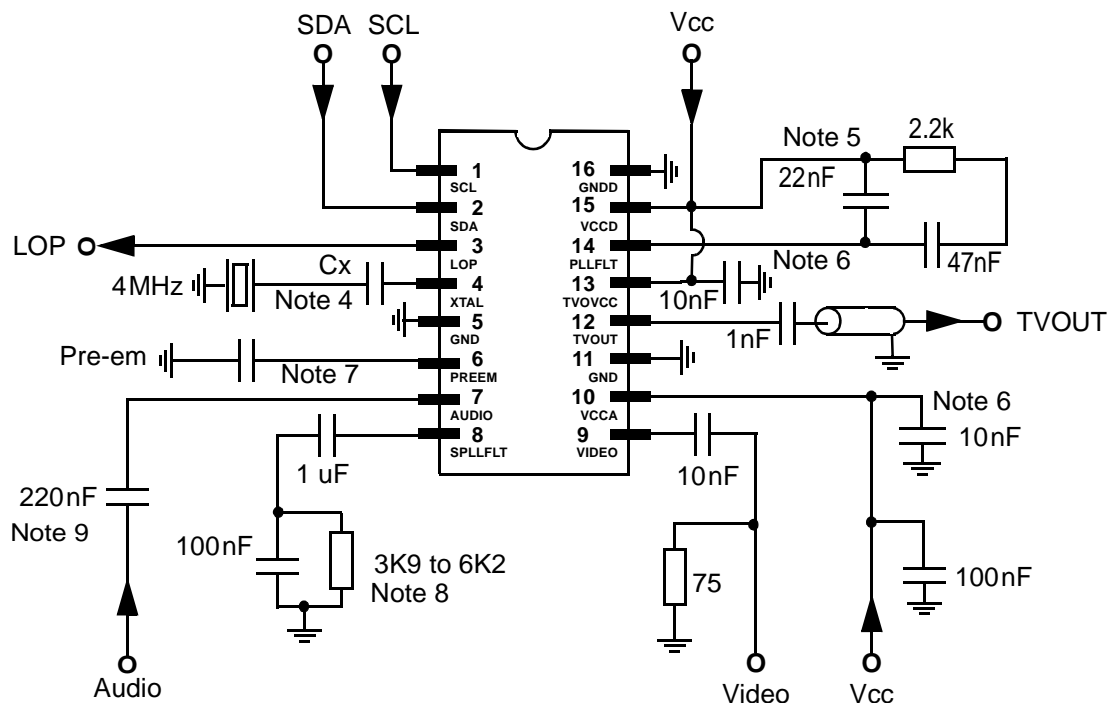 SDA SCL
Vcc
Note 5
2.2k
22nF
1
SCL
16
GNDD
2
SDA
15
VCCD
LOP
3
LOP
14
PLLFLT
Note 6
47nF
4MHz
Cx
Note 4
4
XTAL
13
TVOVCC
10nF
5
GND
12
TVOUT
1nF
TVOUT
Pre-em
Note 7
6
PREEM
11
GND
7
AUDIO
10
VCCA
Note 6
10nF
8
SPLLFLT
9
VIDEO
1 uF
10nF
220nF
Note 9
100nF
3K9 to 6K2
Note 8
75
100nF
Audio
Video
Vcc